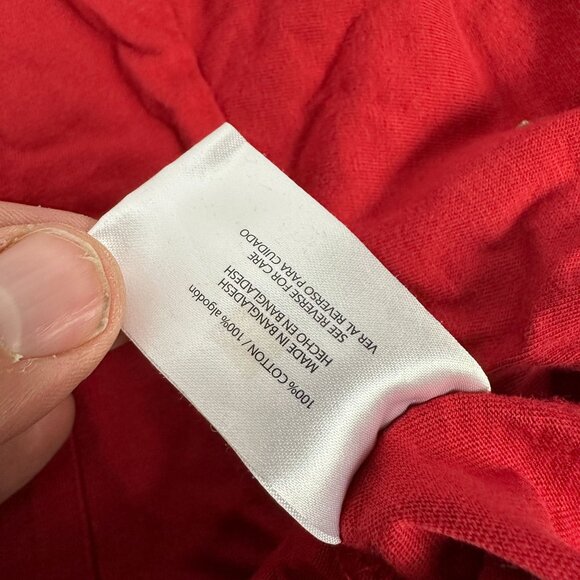 100% COTTON / 100% algodón
MADE IN BANGLADESH
HECHO EN BANGLADESH
SEE REVERSE FOR CARE
VER AL REVERSO PARA CUIDADO